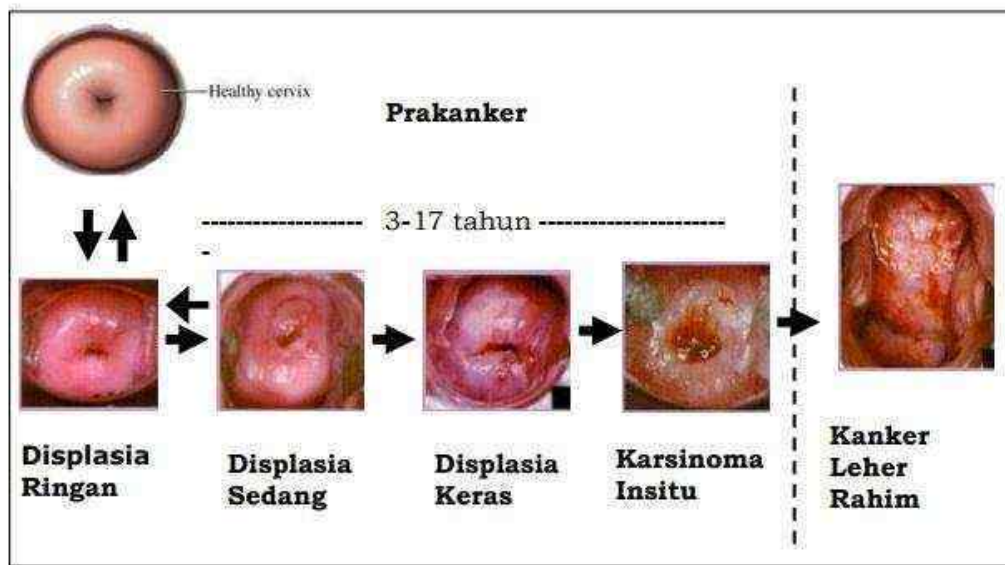 Healthy cervix
Prakanker
3-17 tahun
Displasia
Ringan
Displasia
Sedang
Displasia
Keras
Karsinoma
Insitu
Kanker
Leher
Rahim